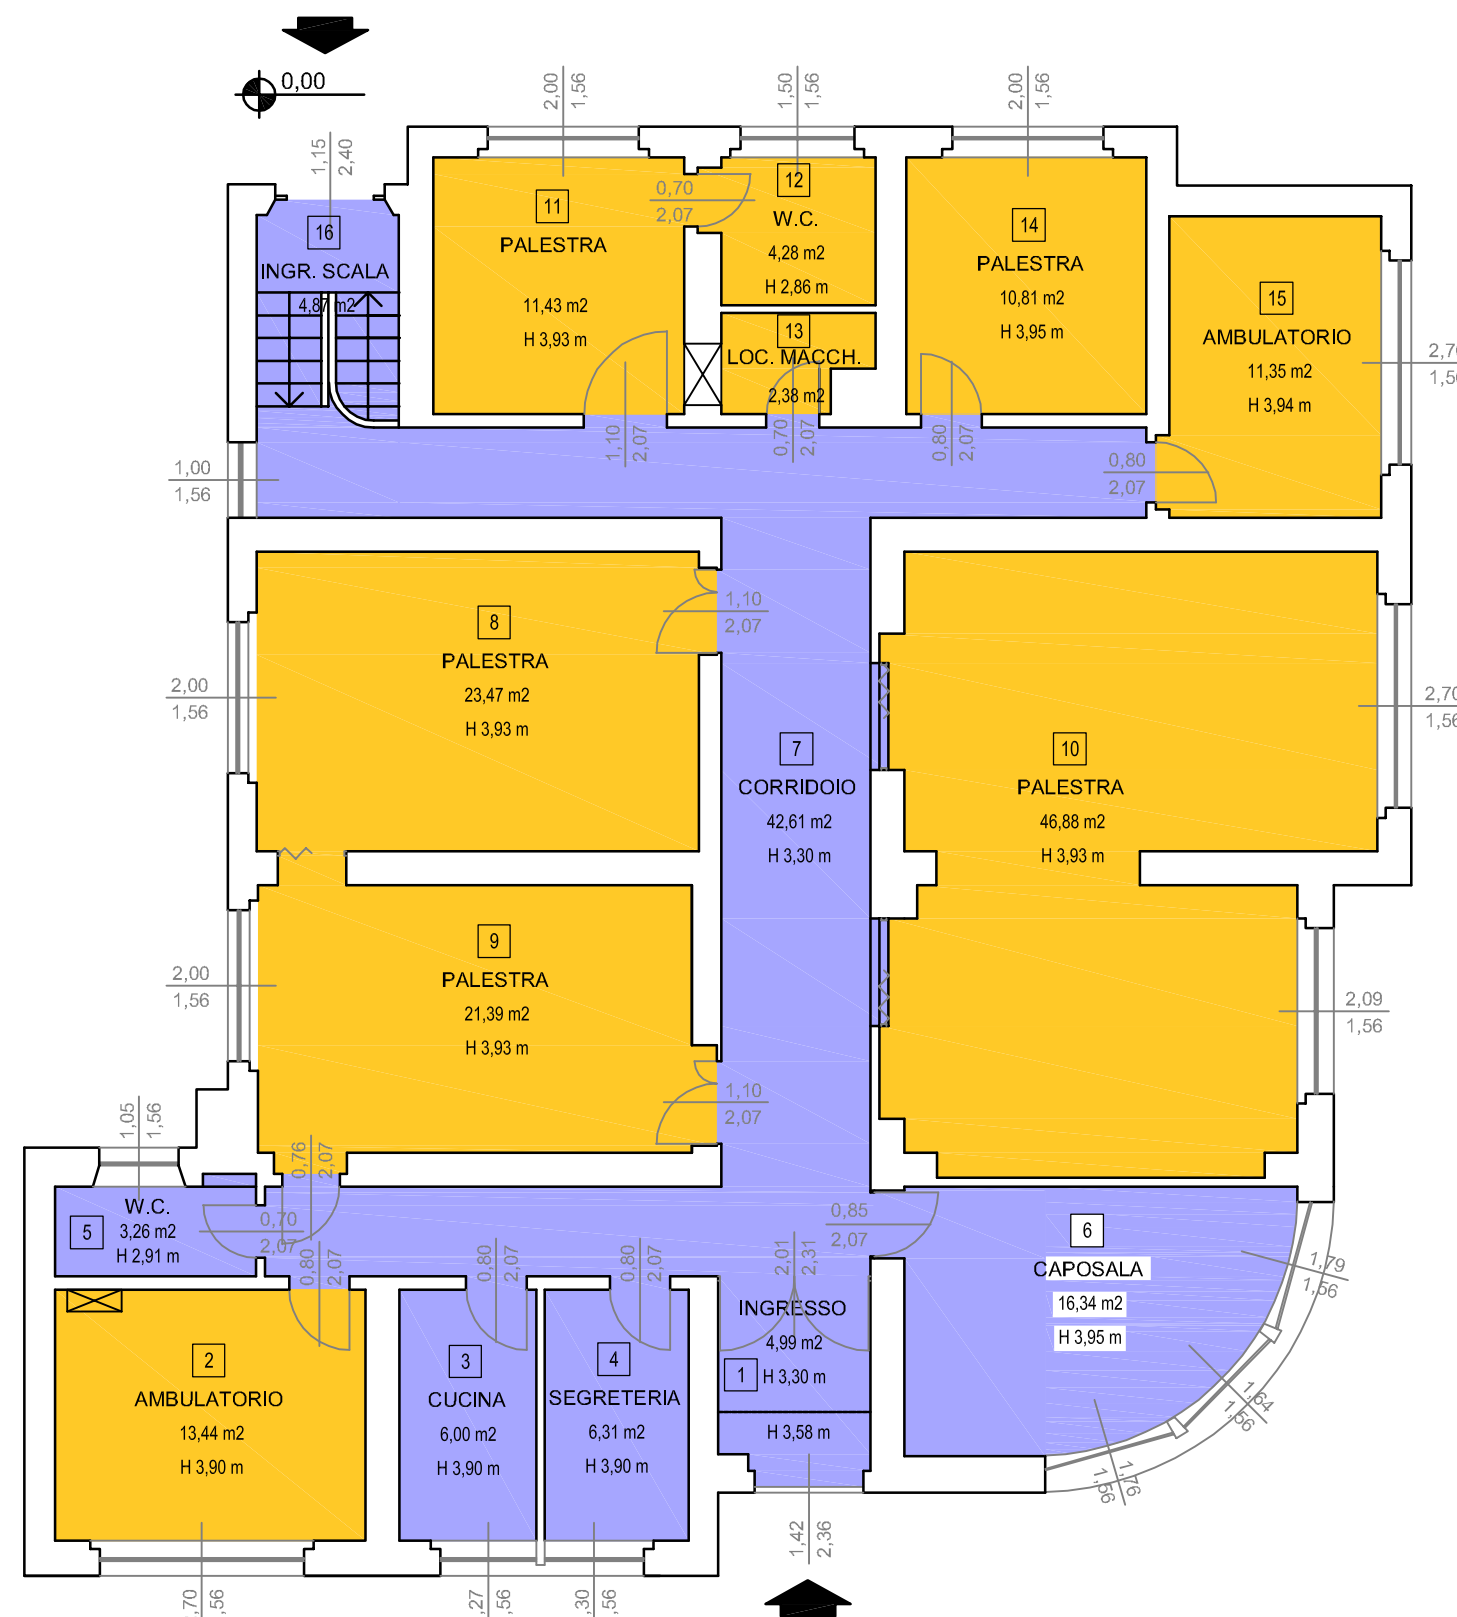 0,00
2,00
1,56
1,50
1,56
2,00
1,56
1,15
2,40
16
INGR. SCALA
4,87 m2
11
PALESTRA
11,43 m2
H 3,93 m
0,70
2,07
12
W.C.
4,28 m2
H 2,86 m
13
LOC. MACCH.
2,38 m2
14
PALESTRA
10,81 m2
H 3,95 m
15
AMBULATORIO
11,35 m2
H 3,94 m
1,10
2,07
0,70
2,07
0,80
2,07
0,80
2,07
1,00
1,56
8
PALESTRA
23,47 m2
H 3,93 m
1,10
2,07
2,00
1,56
7
CORRIDOIO
42,61 m2
H 3,30 m
10
PALESTRA
46,88 m2
H 3,93 m
2,70
1,56
9
PALESTRA
21,39 m2
H 3,93 m
2,00
1,56
2,09
1,56
1,10
2,07
1,05
1,56
0,76
2,07
5
W.C.
3,26 m2
H 2,91 m
0,70
2,07
0,85
2,07
6
CAPOSALA
16,34 m2
H 3,95 m
1,79
1,56
1,64
1,56
1,76
1,56
0,80
2,07
0,80
2,07
0,80
2,07
2,01
2,31
INGRESSO
4,99 m2
1
H 3,30 m
H 3,58 m
2
AMBULATORIO
13,44 m2
H 3,90 m
3
CUCINA
6,00 m2
H 3,90 m
4
SEGRETERIA
6,31 m2
H 3,90 m
1,42
2,36